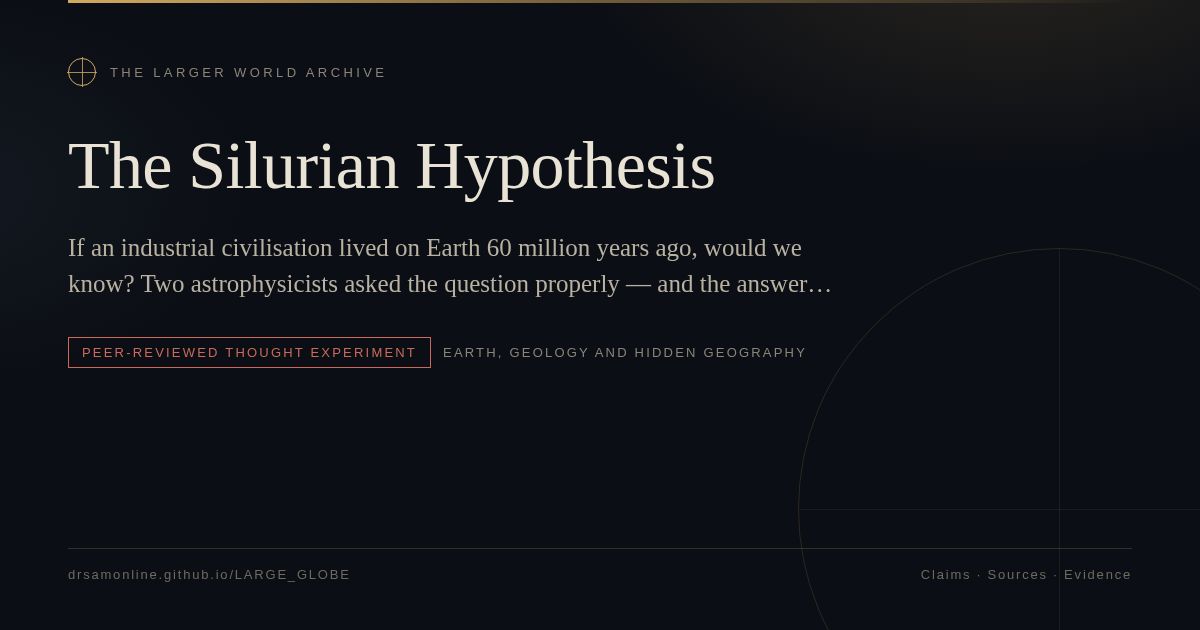 THE LARGER WORLD ARCHIVE
The Silurian Hypothesis
If an industrial civilisation lived on Earth 60 million years ago, would we
know? Two astrophysicists asked the question properly — and the answer…
PEER-REVIEWED THOUGHT EXPERIMENT
EARTH, GEOLOGY AND HIDDEN GEOGRAPHY
drsamonline.github.io/LARGE_GLOBE
Claims · Sources · Evidence